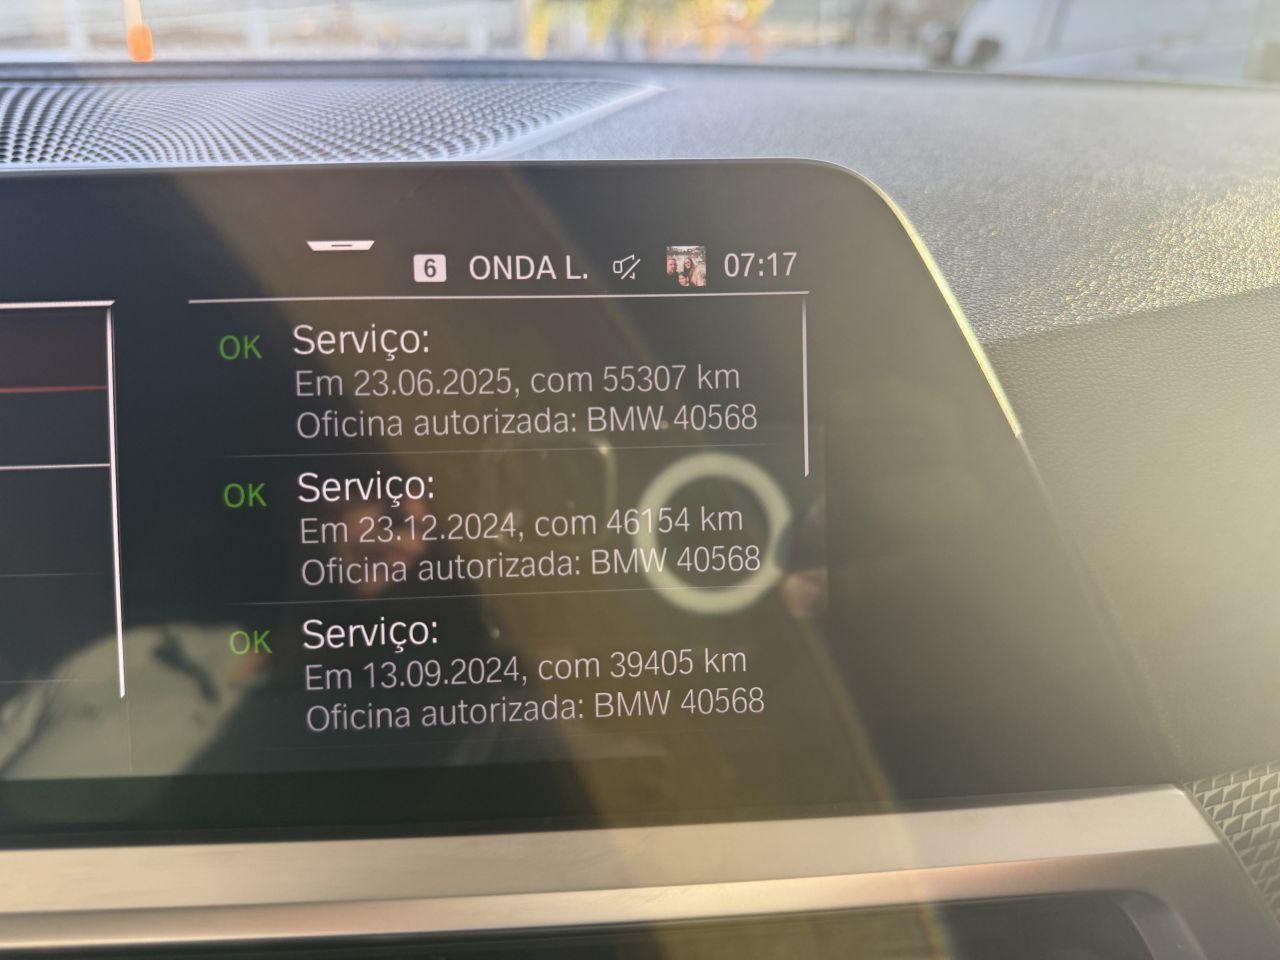 6 ONDA L. 07:17
OK Serviço:
Em 23.06.2025, com 55307 km
Oficina autorizada: BMW 40568
OK Serviço:
Em 23.12.2024, com 46154 km
Oficina autorizada: BMW 40568
OK Serviço:
Em 13.09.2024, com 39405 km
Oficina autorizada: BMW 40568